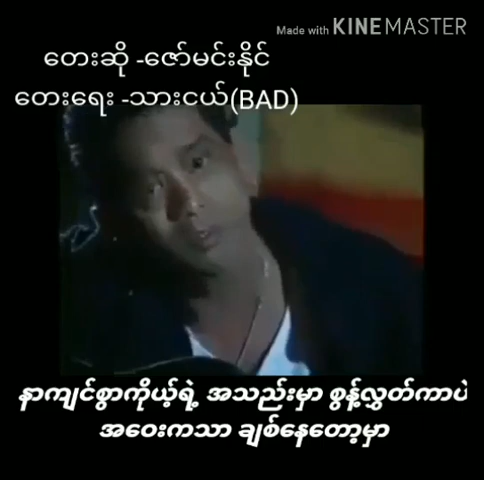 Made with KINEMASTER
တေးဆို -ဇော်မင်းနိုင်
တေးရေး -သားငယ်(BAD)
နာကျင်စွာကိုယ့်ရဲ့ အသည်းမှာ စွန့်လွှတ်ကာပဲ
အဝေးကသာ ချစ်နေတော့မှာ